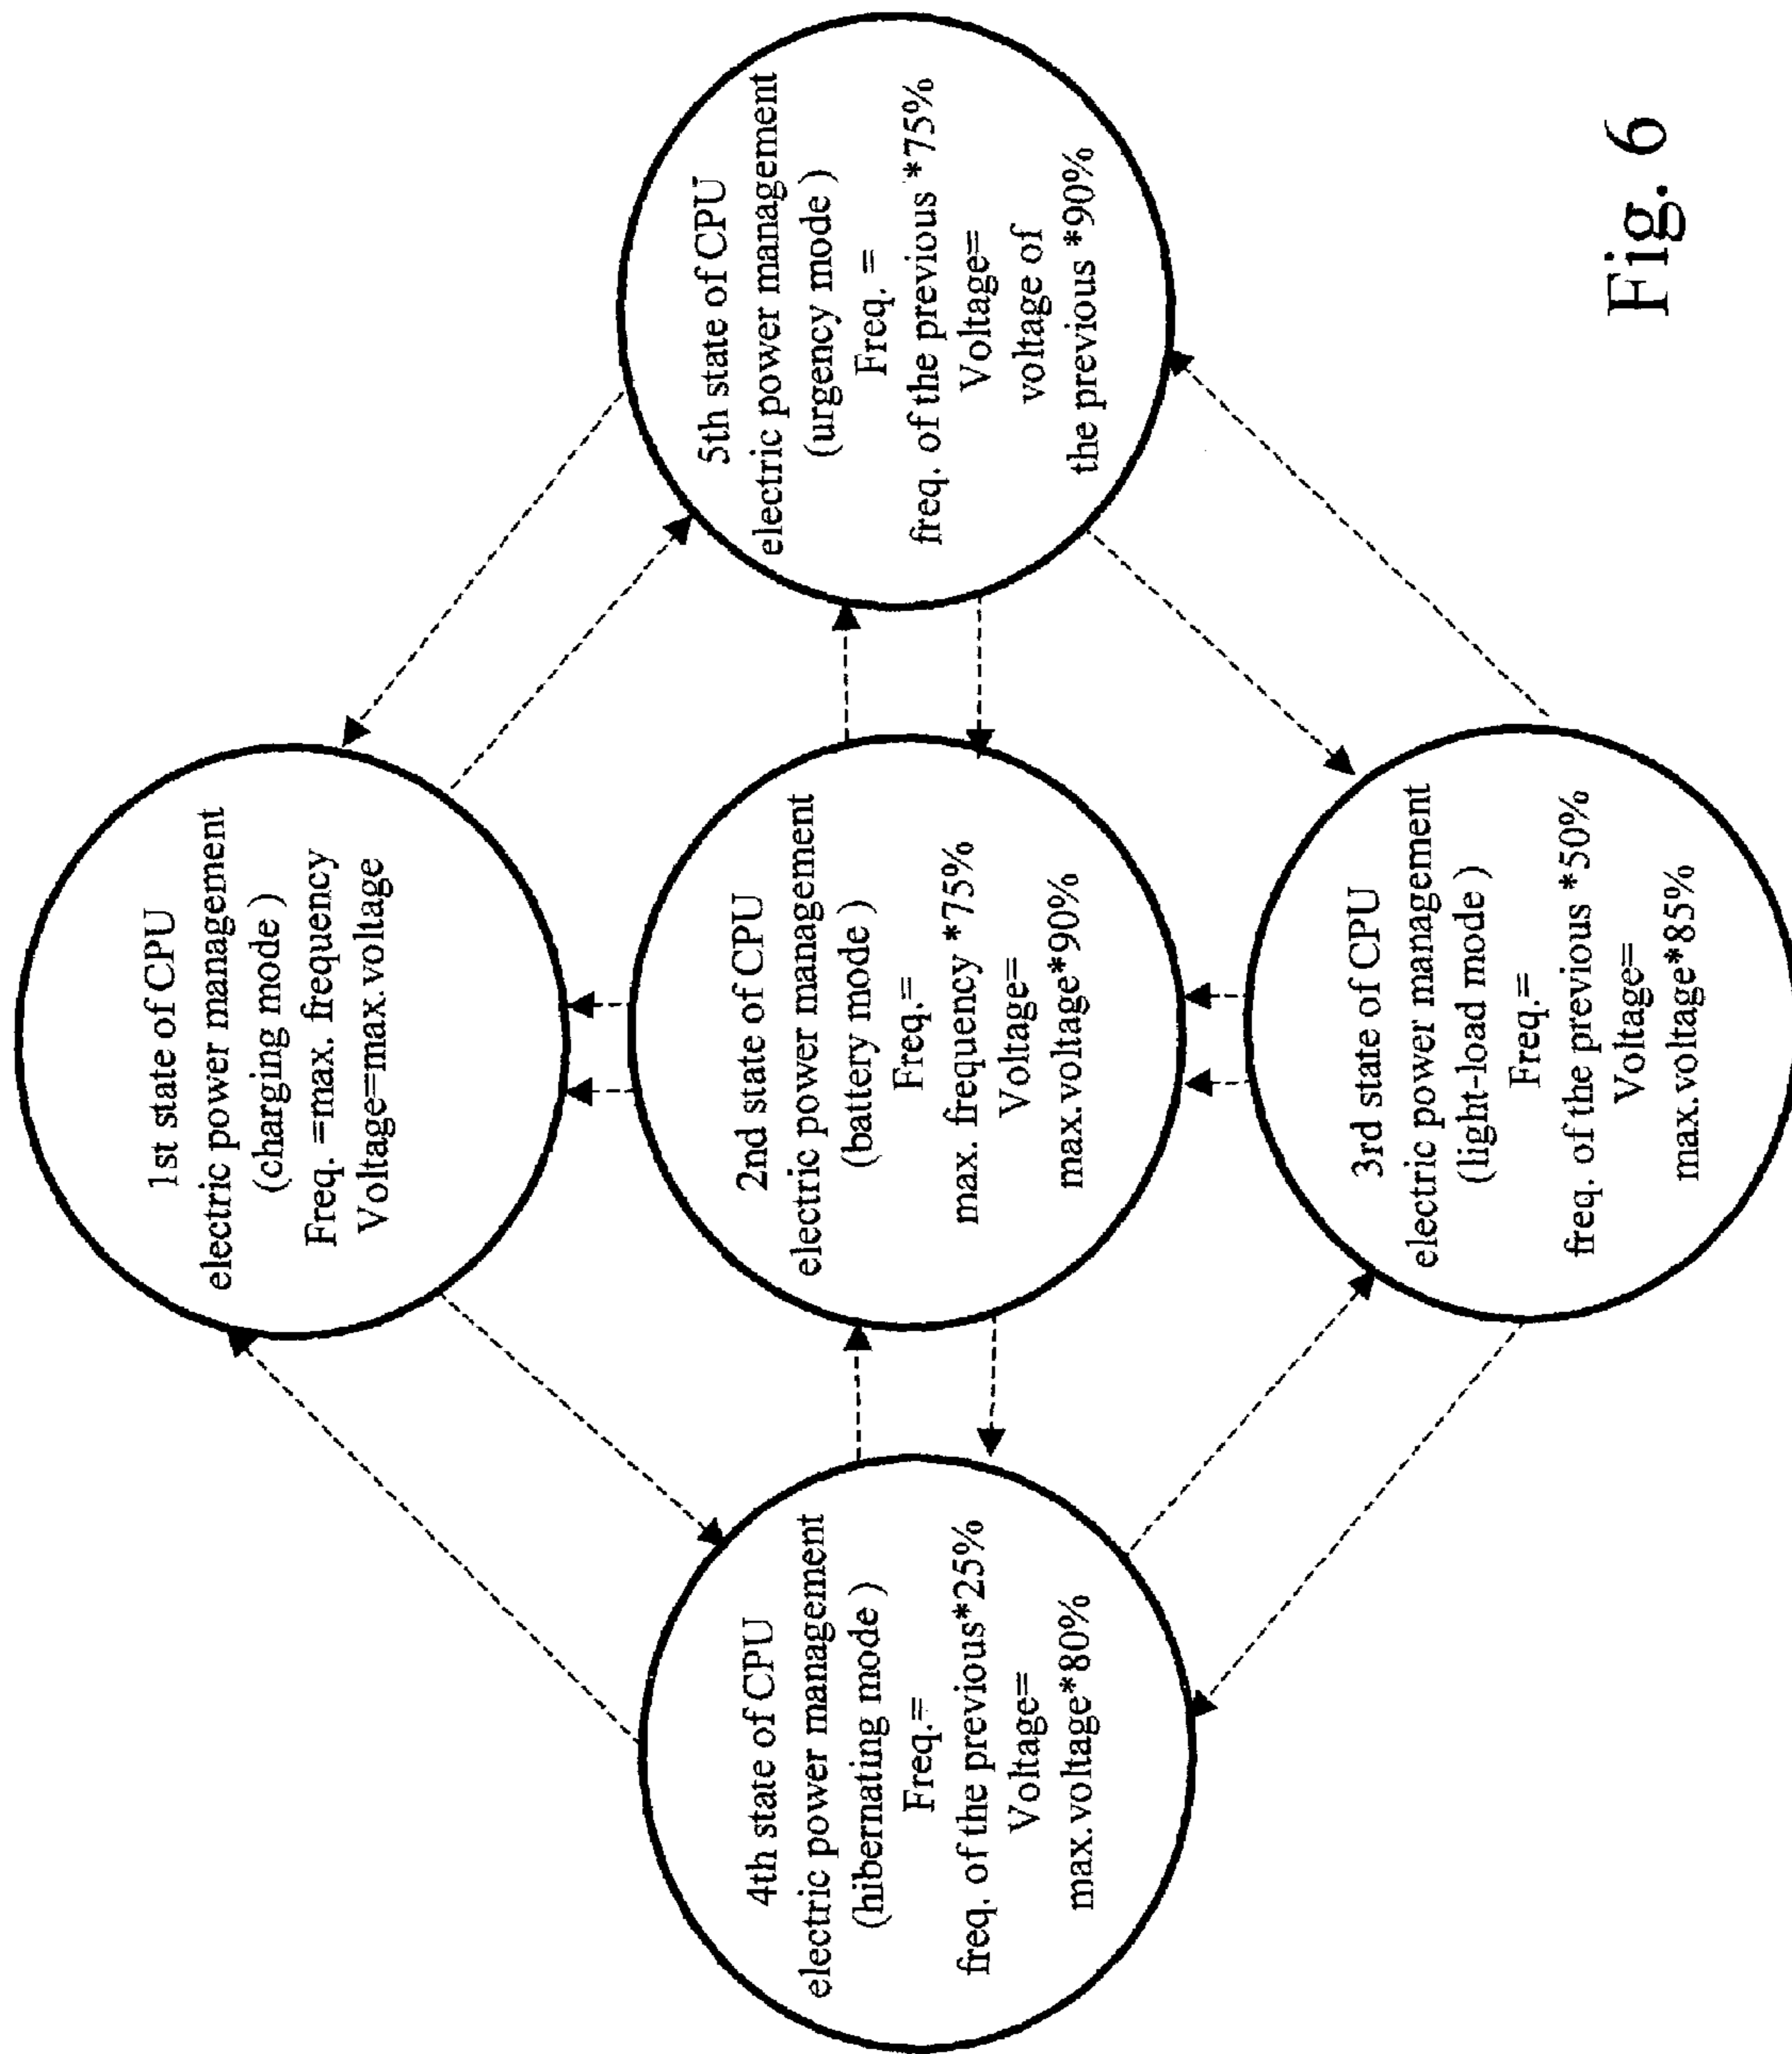 1st state of CPU
electric power management
(charging mode)
Freq. =max. frequency
Voltage=max.voltage
4th state of CPU
electric power management
(hibernating mode)
Freq.=
freq. of the previous*25%
Voltage=
max.voltage*80%
2nd state of CPU
electric power management
(battery mode)
Freq.=
max. frequency *75%
Voltage=
max.voltage*90%
5th state of CPU
electric power management
(urgency mode)
Freq. =
freq. of the previous *75%
Voltage=
voltage of
the previous *90%
3rd state of CPU
electric power management
(light-load mode)
Freq.=
freq. of the previous *50%
Voltage=
max.voltage*85%
Fig. 6